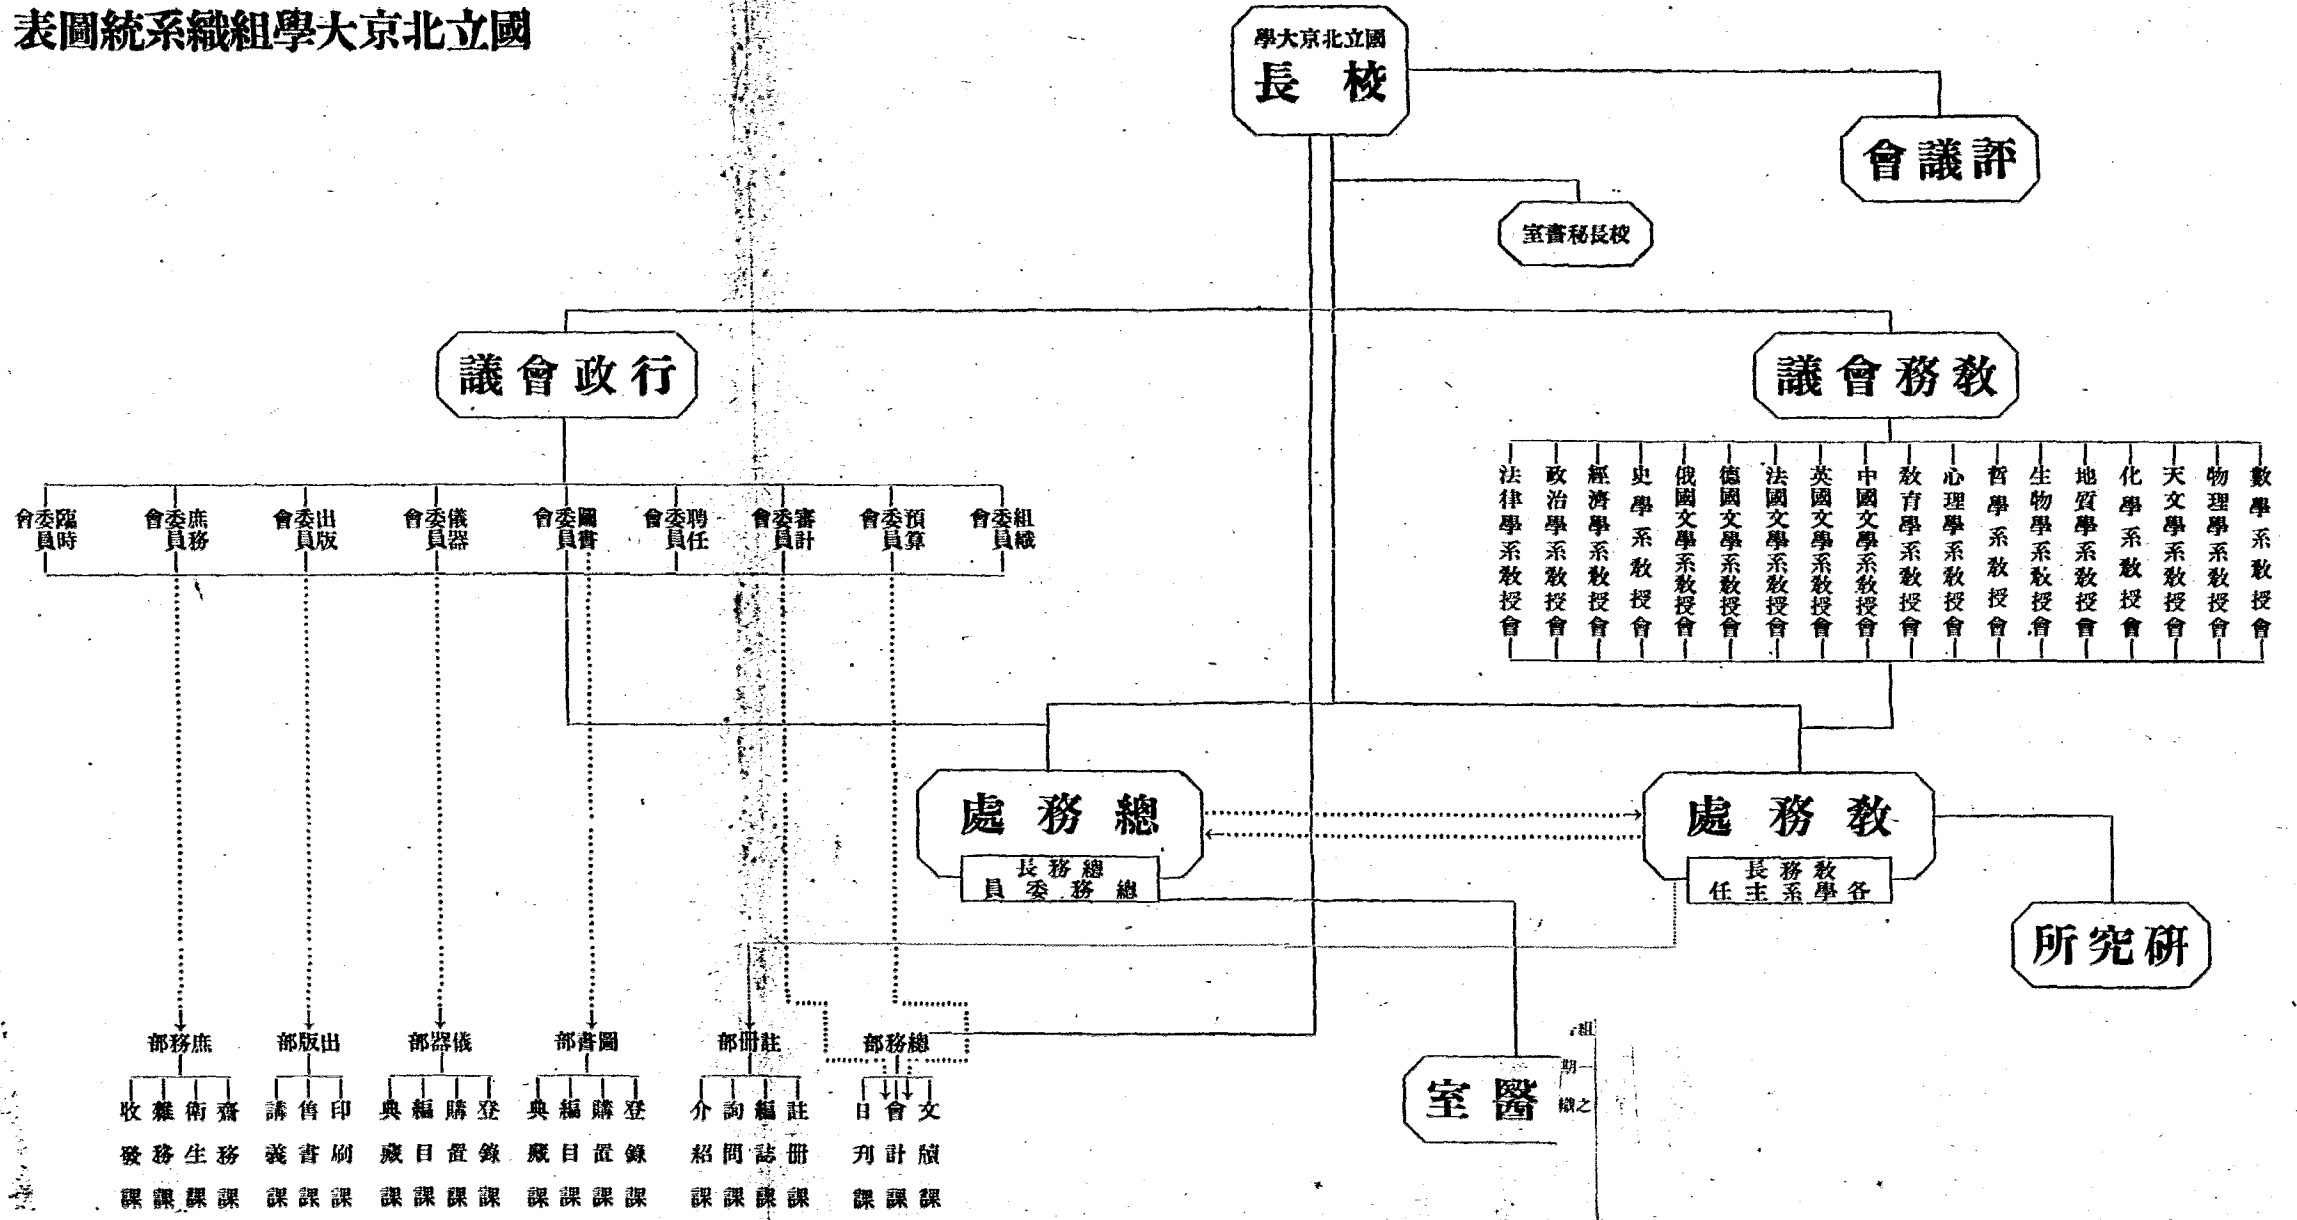 國立北京大學組織系統圖表
國立北京大學
校長
評議會
校長秘書室
行政會議
教務會議
組織委員會
預算委員會
審計委員會
聘任委員會
圖書委員會
儀器委員會
出版委員會
庶務委員會
臨時委員會
數學系教授會
物理學系教授會
天文學系教授會
化學系教授會
地質學系教授會
生物學系教授會
哲學系教授會
心理學系教授會
教育學系教授會
中國文學系教授會
英國文學系教授會
法國文學系教授會
德國文學系教授會
俄國文學系教授會
史學系教授會
經濟學系教授會
政治學系教授會
法律學系教授會
總務處
總務長
總務委員
教務處
教務長
各學系主任
研究所
醫室
總務部
文牘課
會計課
日刋課
註冊部
註冊課
編誌課
詢問課
介紹課
圖書部
登錄課
購置課
編目課
典藏課
儀器部
登錄課
購置課
編目課
典藏課
出版部
印刷課
售書課
講義課
庶務部
齋務課
衛生課
雜務課
收發課
組
一期
之織